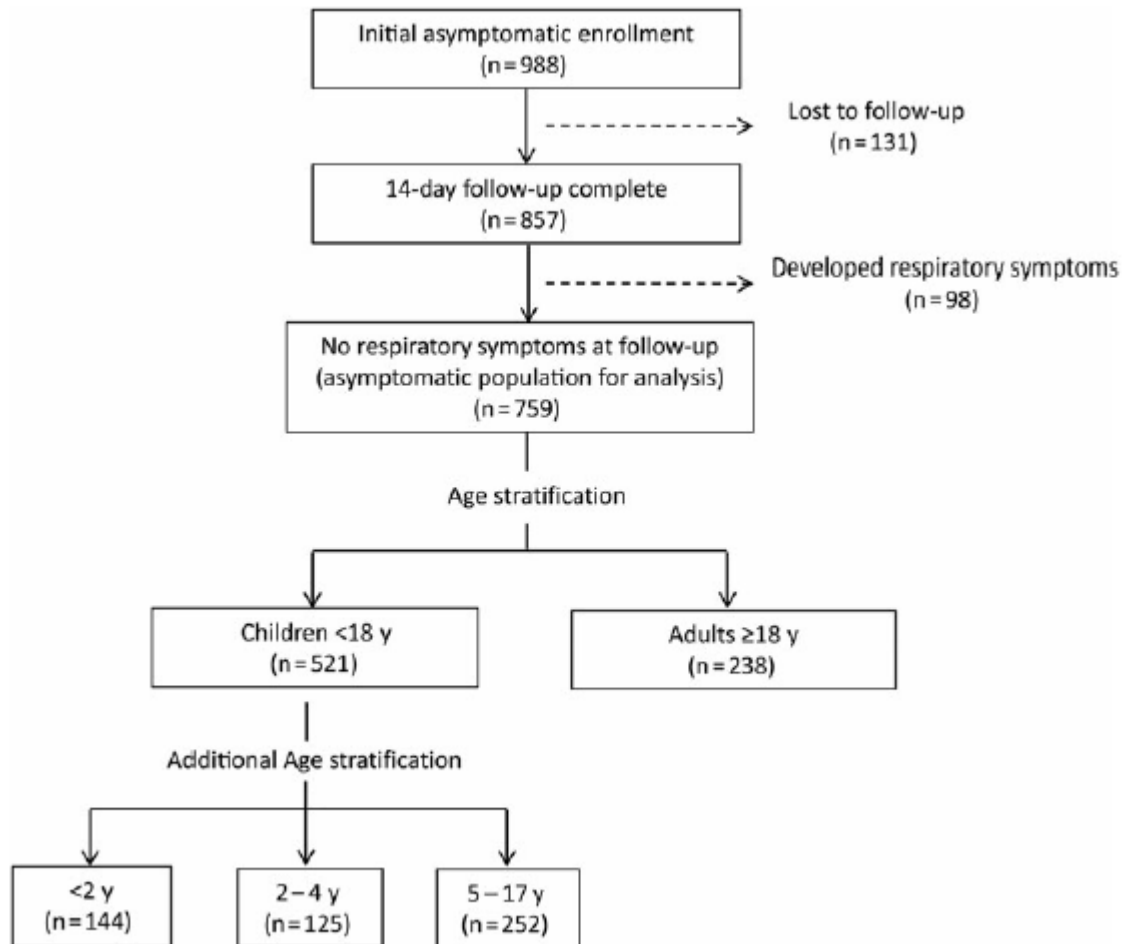 Initial asymptomatic enrollment
(n=988)
Lost to follow-up
(n=131)
14-day follow-up complete
(n=857)
Developed respiratory symptoms
(n=98)
No respiratory symptoms at follow-up
(asymptomatic population for analysis)
(n=759)
Age stratification
Children <18 y
(n=521)
Adults ≥18 y
(n=238)
Additional Age stratification
<2 y
(n=144)
2–4 y
(n=125)
5–17 y
(n=252)